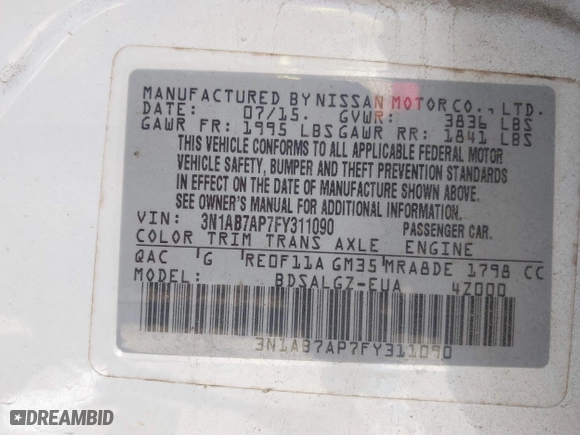 MANUFACTURED BY NISSAN MOTOR CO., LTD.
DATE: 07/15. GVWR: 3836 LBS
GAWR FR: 1995 LBS GAWR RR: 1841 LBS
THIS VEHICLE CONFORMS TO ALL APPLICABLE FEDERAL MOTOR
VEHICLE SAFETY, BUMPER AND THEFT PREVENTION STANDARDS
IN EFFECT ON THE DATE OF MANUFACTURE SHOWN ABOVE.
SEE OWNER'S MANUAL FOR ADDITIONAL INFORMATION.
VIN: 3N1AB7AP7FY311090 PASSENGER CAR.
COLOR TRIM TRANS AXLE ENGINE
QAC G RE0F11A GM35 MRA8DE 1798 CC
MODEL: BDSALGZ-EUA 4Z000
3N1AB7AP7FY311090
DREAMBID